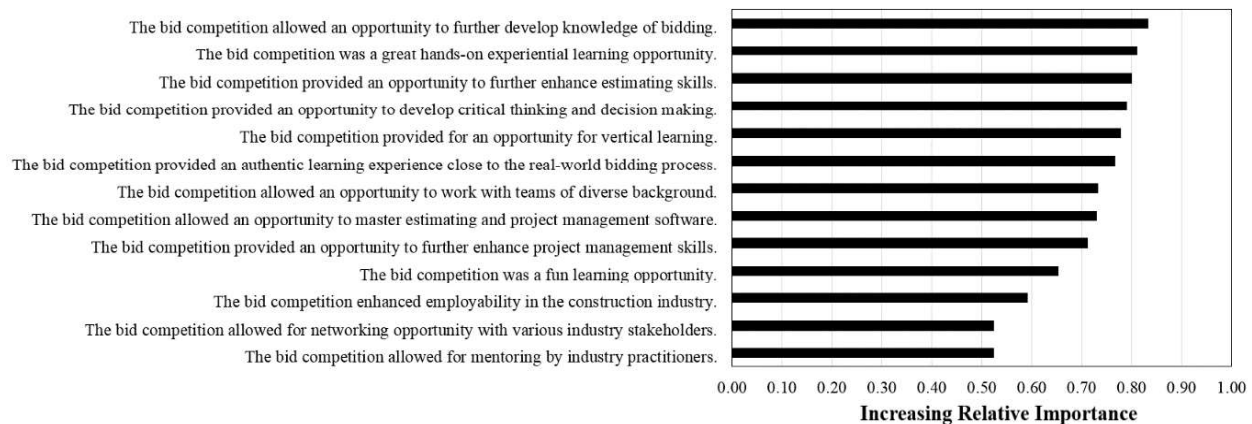 The bid competition allowed an opportunity to further develop knowledge of bidding.
The bid competition was a great hands-on experiential learning opportunity.
The bid competition provided an opportunity to further enhance estimating skills.
The bid competition provided an opportunity to develop critical thinking and decision making.
The bid competition provided for an opportunity for vertical learning.
The bid competition provided an authentic learning experience close to the real-world bidding process.
The bid competition allowed an opportunity to work with teams of diverse background.
The bid competition allowed an opportunity to master estimating and project management software.
The bid competition provided an opportunity to further enhance project management skills.
The bid competition was a fun learning opportunity.
The bid competition enhanced employability in the construction industry.
The bid competition allowed for networking opportunity with various industry stakeholders.
The bid competition allowed for mentoring by industry practitioners.
0.00 0.10 0.20 0.30 0.40 0.50 0.60 0.70 0.80 0.90 1.00
Increasing Relative Importance